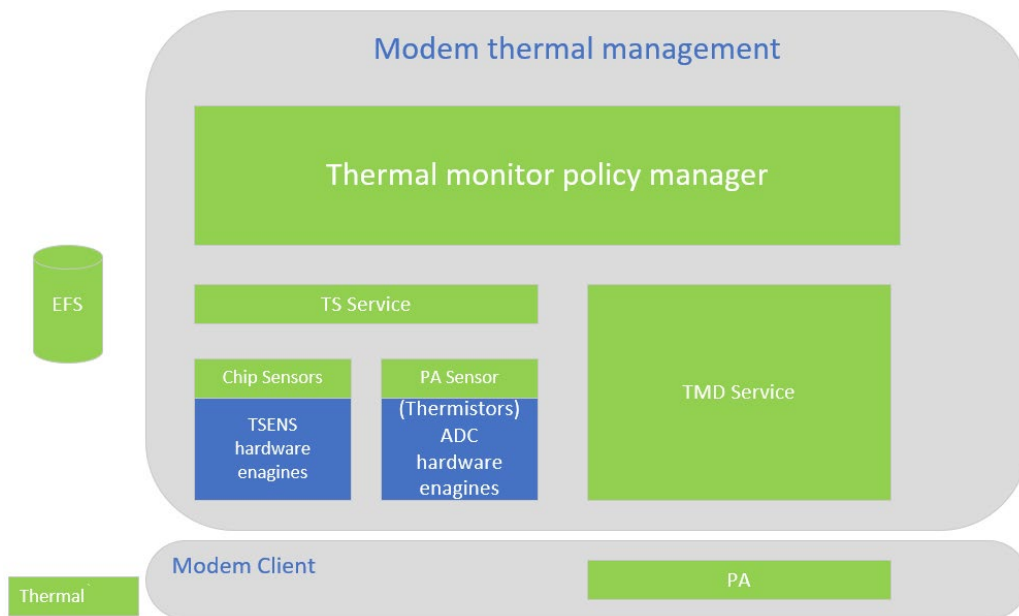 Modem thermal management
Thermal monitor policy manager
EFS
TS Service
Chip Sensors
TSENS
hardware
enagines
PA Sensor
(Thermistors)
ADC
hardware
enagines
TMD Service
Modem Client
PA
Thermal